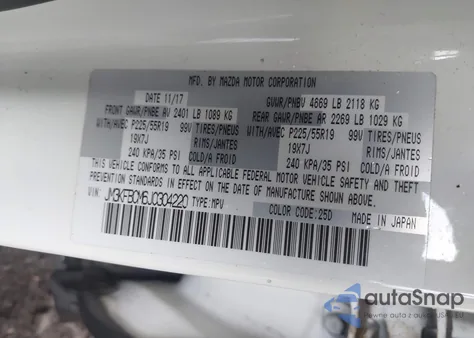 MFD. BY MAZDA MOTOR CORPORATION
DATE 11/17 GVWR/PNBV 4669 LB 2118 KG
FRONT GAWR/PNBE AV 2401 LB 1089 KG REAR GAWR/PNBE AR 2269 LB 1029 KG
WITH/AVEC P225/55R19 99V TIRES/PNEUS WITH/AVEC P225/55R19 99V TIRES/PNEUS
19X7J RIMS/JANTES 19X7J RIMS/JANTES
240 KPA/35 PSI COLD/A FROID 240 KPA/35 PSI COLD/A FROID
THIS VEHICLE CONFORMS TO ALL APPLICABLE FEDERAL MOTOR VEHICLE SAFETY AND THEFT
PREVENTION STANDARDS IN EFFECT ON THE DATE OF MANUFACTURE SHOWN ABOVE.
VIN: JM3KFBCM6J0304220 TYPE:MPV
COLOR CODE:25D MADE IN JAPAN
autoSnap